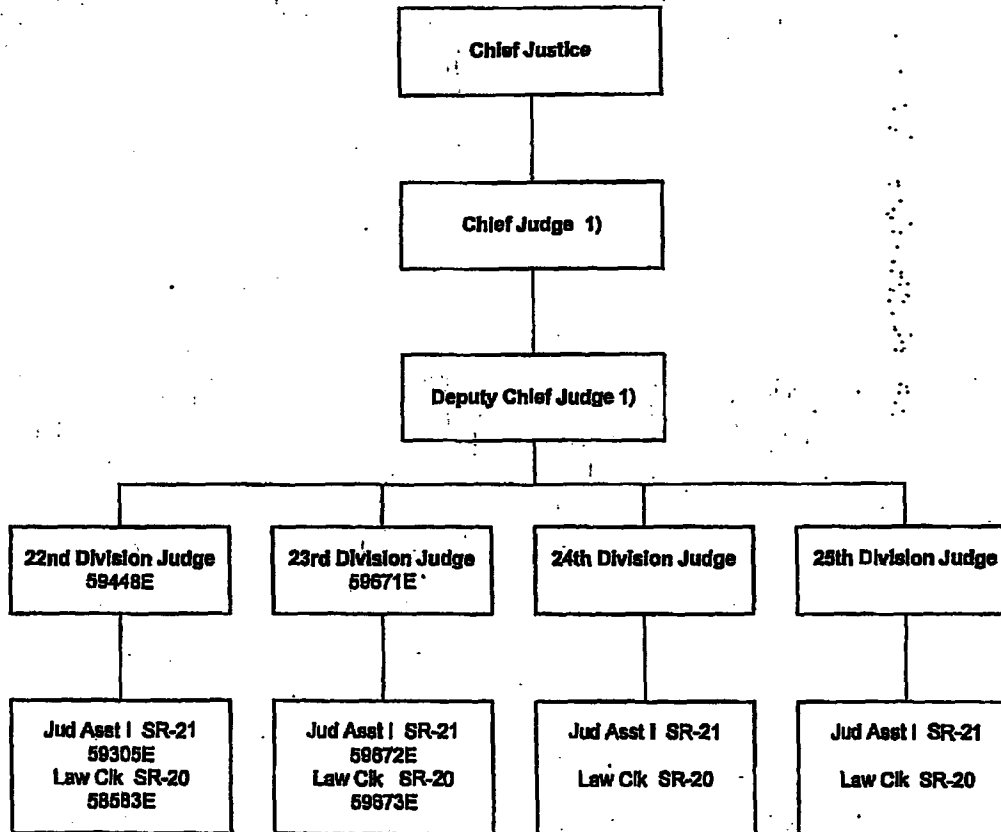 Chief Justice
Chief Judge 1)
Deputy Chief Judge 1)
22nd Division Judge
59448E
23rd Division Judge
59671E
24th Division Judge
25th Division Judge
Jud Asst I SR-21
59305E
Law Clk SR-20
58583E
Jud Asst I SR-21
59672E
Law Clk SR-20
59673E
Jud Asst I SR-21
Law Clk SR-20
Jud Asst I SR-21
Law Clk SR-20